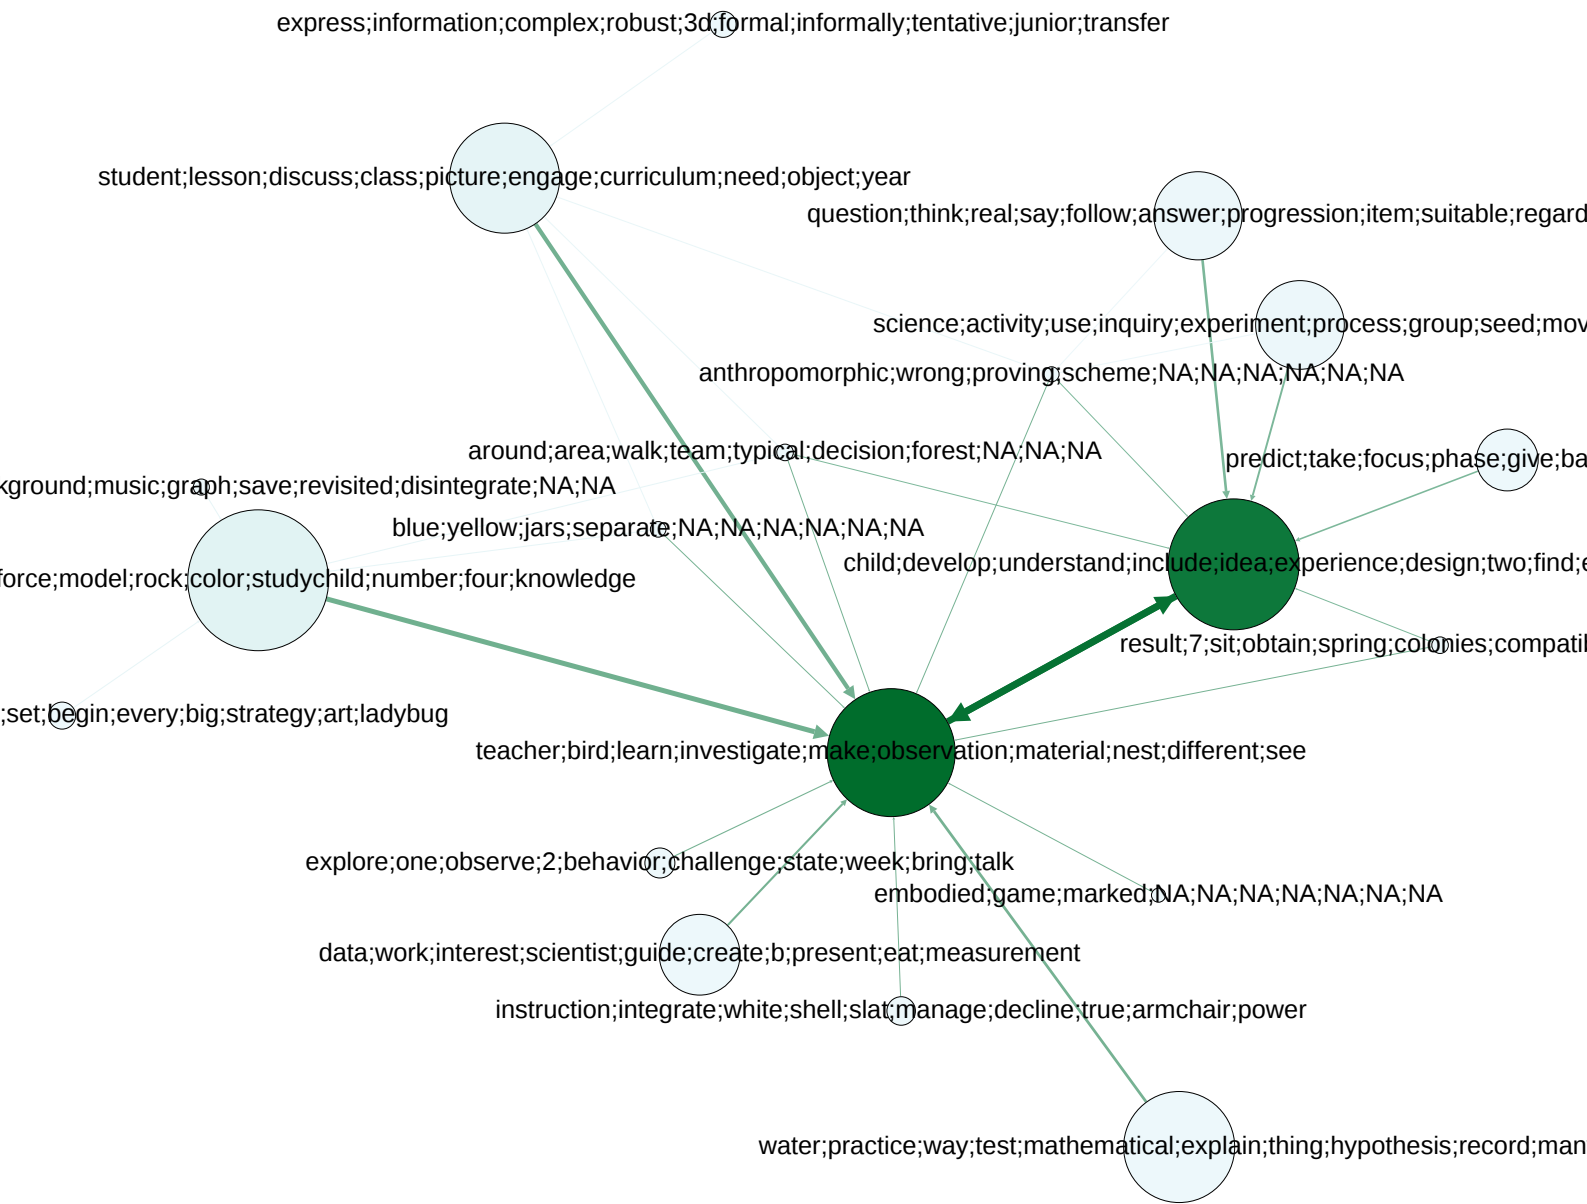 express;information;complex;robust;3d;formal;informally;tentative;junior;transfer
student;lesson;discuss;class;picture;engage;curriculum;need;object;year
question;think;real;say;follow;answer;progression;item;suitable;regard
science;activity;use;inquiry;experiment;process;group;seed;mov
anthropomorphic;wrong;proving;scheme;NA;NA;NA;NA;NA;NA
around;area;walk;team;typical;decision;forest;NA;NA;NA
predict;take;focus;phase;give;ba
kground;music;graph;save;revisited;disintegrate;NA;NA
blue;yellow;jars;separate;NA;NA;NA;NA;NA;NA
child;develop;understand;include;idea;experience;design;two;find;e
force;model;rock;color;studychild;number;four;knowledge
result;7;sit;obtain;spring;colonies;compatil
;set;begin;every;big;strategy;art;ladybug
teacher;bird;learn;investigate;make;observation;material;nest;different;see
explore;one;observe;2;behavior;challenge;state;week;bring;talk
embodied;game;marked;NA;NA;NA;NA;NA;NA;NA
data;work;interest;scientist;guide;create;b;present;eat;measurement
instruction;integrate;white;shell;slat;manage;decline;true;armchair;power
water;practice;way;test;mathematical;explain;thing;hypothesis;record;man